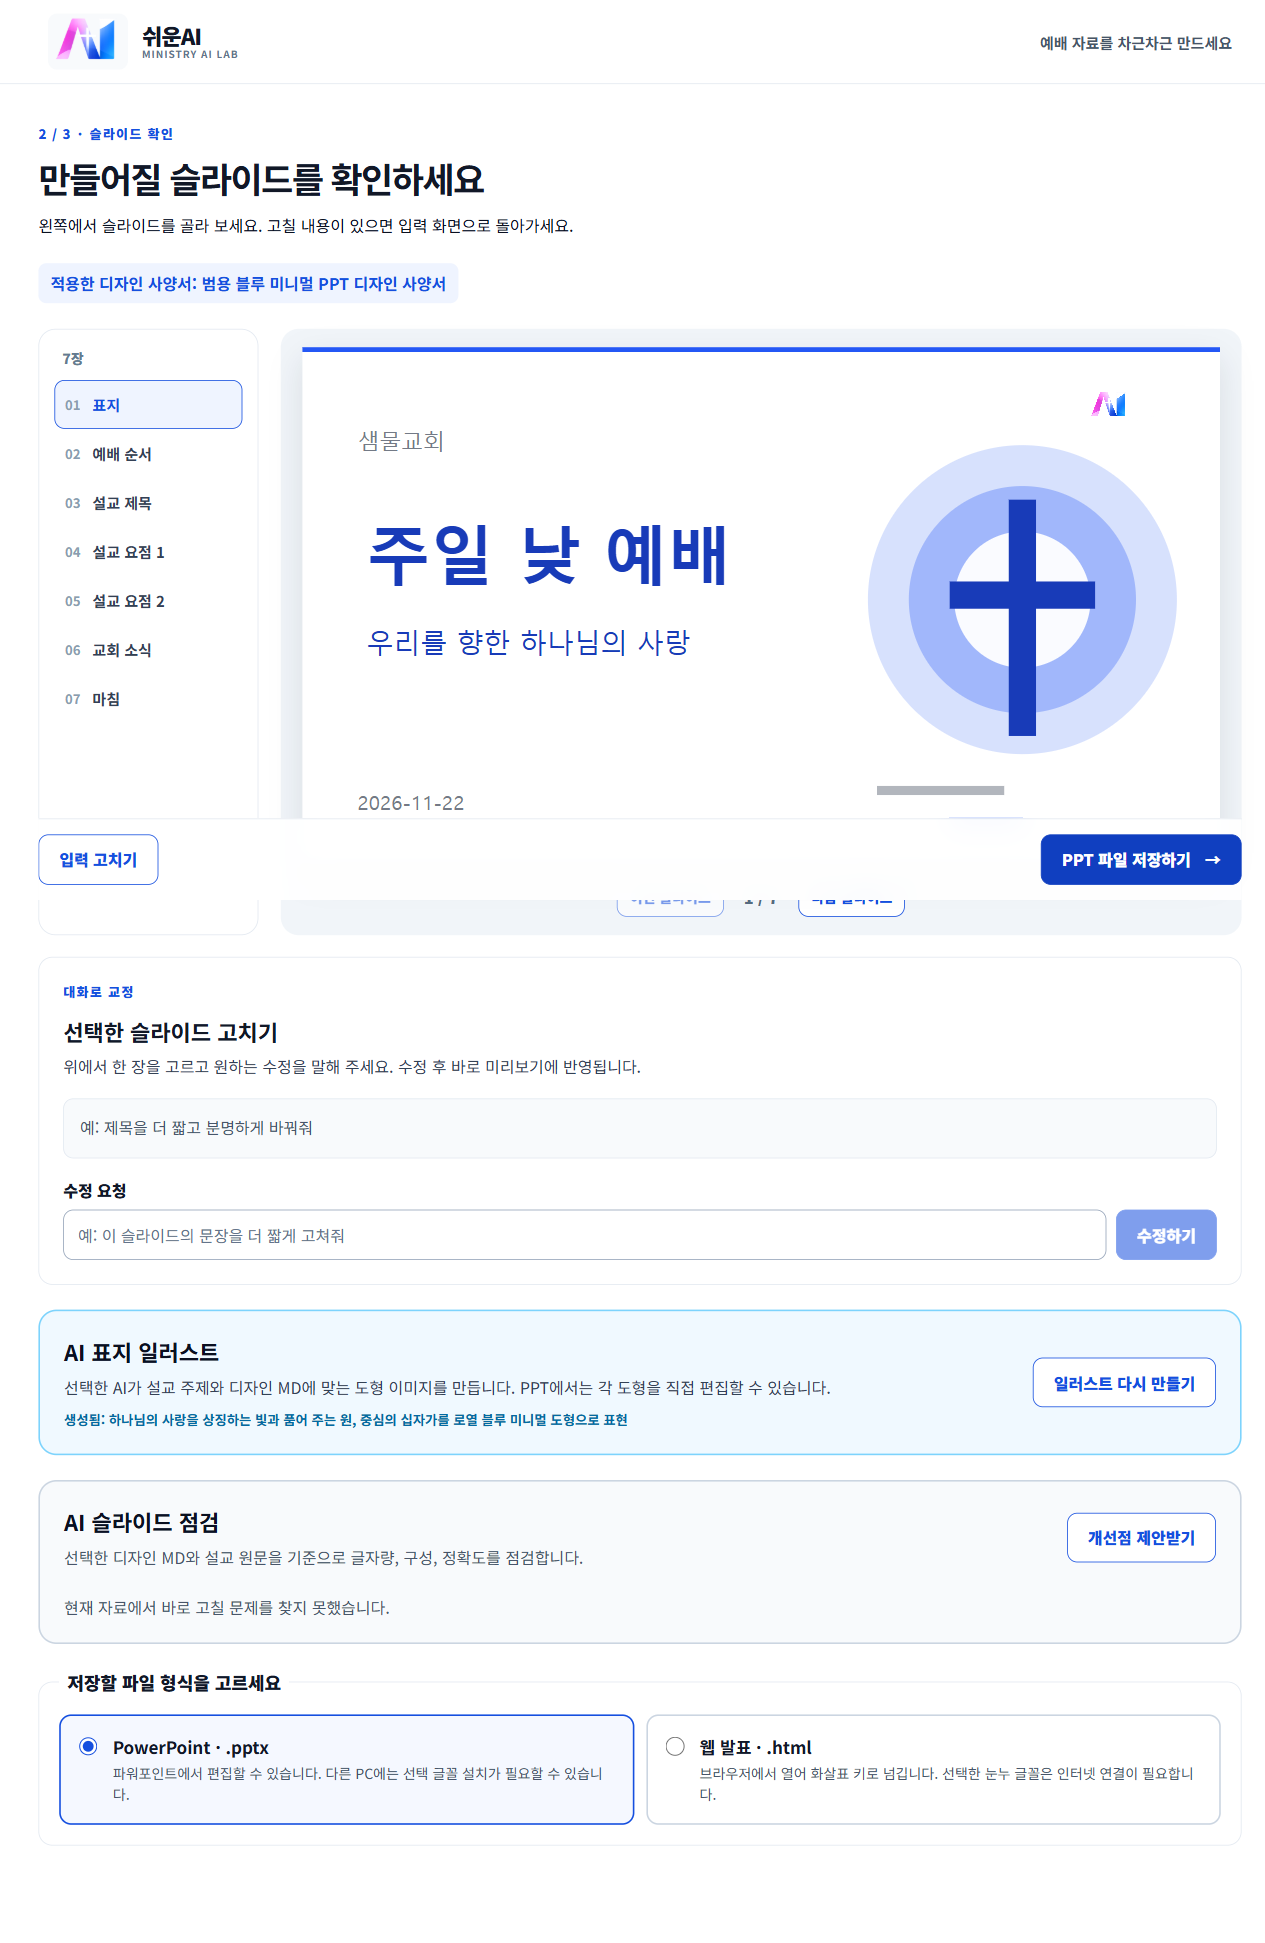 쉬운AI
MINISTRY AI LAB
예배 자료를 차근차근 만드세요
2 / 3 · 슬라이드 확인
만들어질 슬라이드를 확인하세요
왼쪽에서 슬라이드를 골라 보세요. 고칠 내용이 있으면 입력 화면으로 돌아가세요.
적용한 디자인 사양서: 범용 블루 미니멀 PPT 디자인 사양서
7장
01 표지
02 예배 순서
03 설교 제목
04 설교 요점 1
05 설교 요점 2
06 교회 소식
07 마침
샘물교회
주일 낮 예배
우리를 향한 하나님의 사랑
2026-11-22
입력 고치기
PPT 파일 저장하기 →
대화로 교정
선택한 슬라이드 고치기
위에서 한 장을 고르고 원하는 수정을 말해 주세요. 수정 후 바로 미리보기에 반영됩니다.
예: 제목을 더 짧고 분명하게 바꿔줘
수정 요청
예: 이 슬라이드의 문장을 더 짧게 고쳐줘
수정하기
AI 표지 일러스트
선택한 AI가 설교 주제와 디자인 MD에 맞는 도형 이미지를 만듭니다. PPT에서는 각 도형을 직접 편집할 수 있습니다.
생성됨: 하나님의 사랑을 상징하는 빛과 품어 주는 원, 중심의 십자가를 로열 블루 미니멀 도형으로 표현
일러스트 다시 만들기
AI 슬라이드 점검
선택한 디자인 MD와 설교 원문을 기준으로 글자량, 구성, 정확도를 점검합니다.
개선점 제안받기
현재 자료에서 바로 고칠 문제를 찾지 못했습니다.
저장할 파일 형식을 고르세요
PowerPoint · .pptx
파워포인트에서 편집할 수 있습니다. 다른 PC에는 선택 글꼴 설치가 필요할 수 있습니
다.
웹 발표 · .html
브라우저에서 열어 화살표 키로 넘깁니다. 선택한 눈누 글꼴은 인터넷 연결이 필요합니
다.